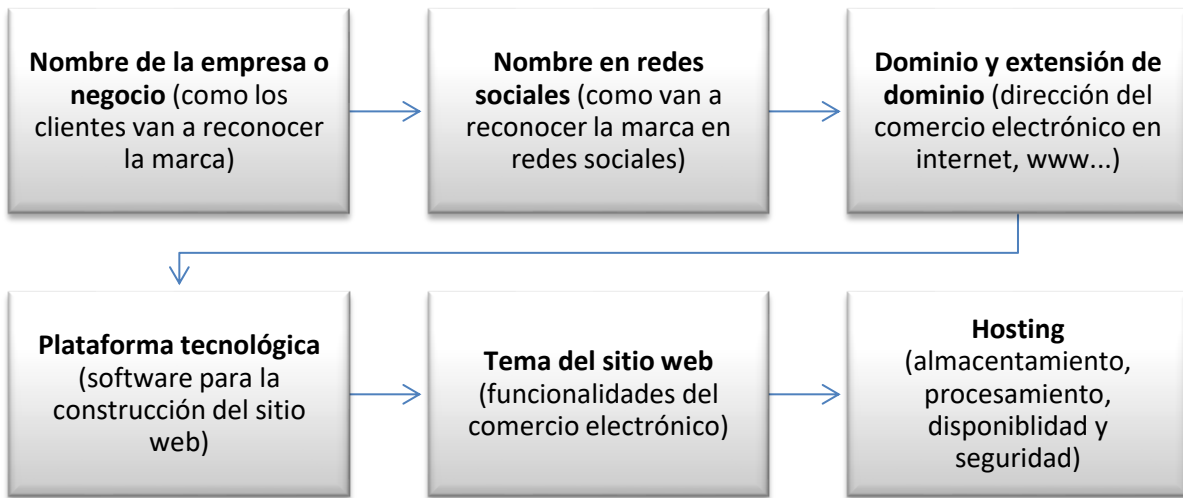 Nombre de la empresa o
negocio (como los
clientes van a reconocer
la marca)
Nombre en redes
sociales (como van a
reconocer la marca en
redes sociales)
Dominio y extensión de
dominio (dirección del
comercio electrónico en
internet, www...)
Plataforma tecnológica
(software para la
construcción del sitio
web)
Tema del sitio web
(funcionalidades del
comercio electrónico)
Hosting
(almacentamiento,
procesamiento,
disponiblidad y
seguridad)